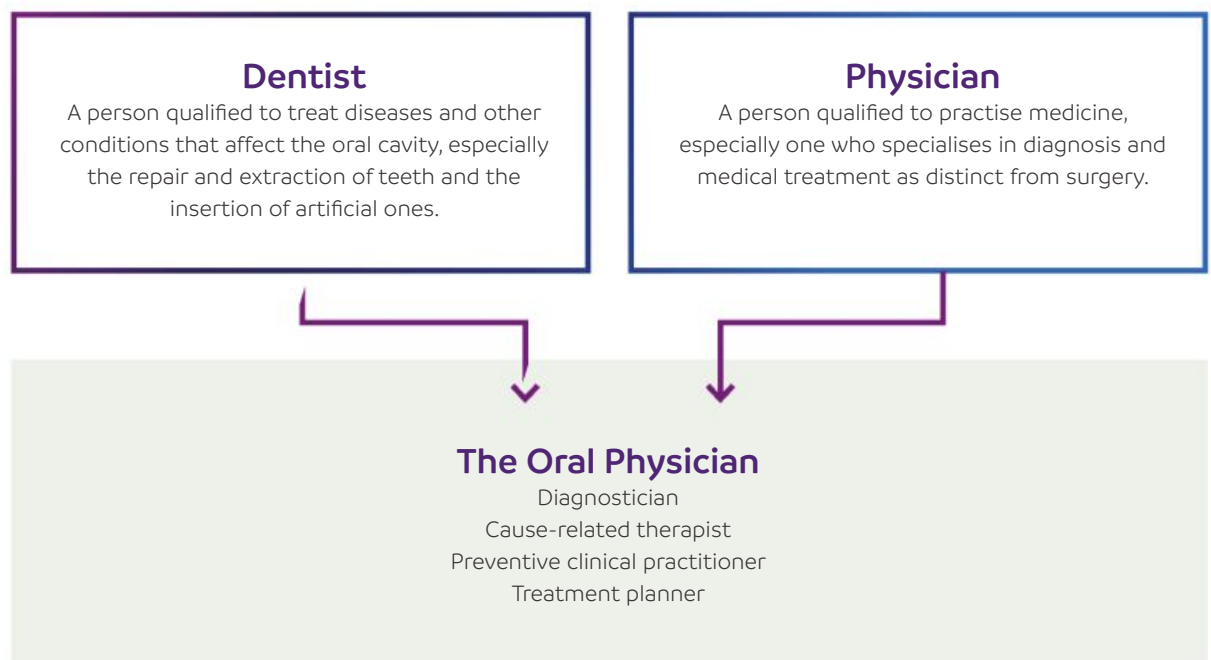 Dentist
A person qualified to treat diseases and other
conditions that affect the oral cavity, especially
the repair and extraction of teeth and the
insertion of artificial ones.
Physician
A person qualified to practise medicine,
especially one who specialises in diagnosis and
medical treatment as distinct from surgery.
The Oral Physician
Diagnostician
Cause-related therapist
Preventive clinical practitioner
Treatment planner